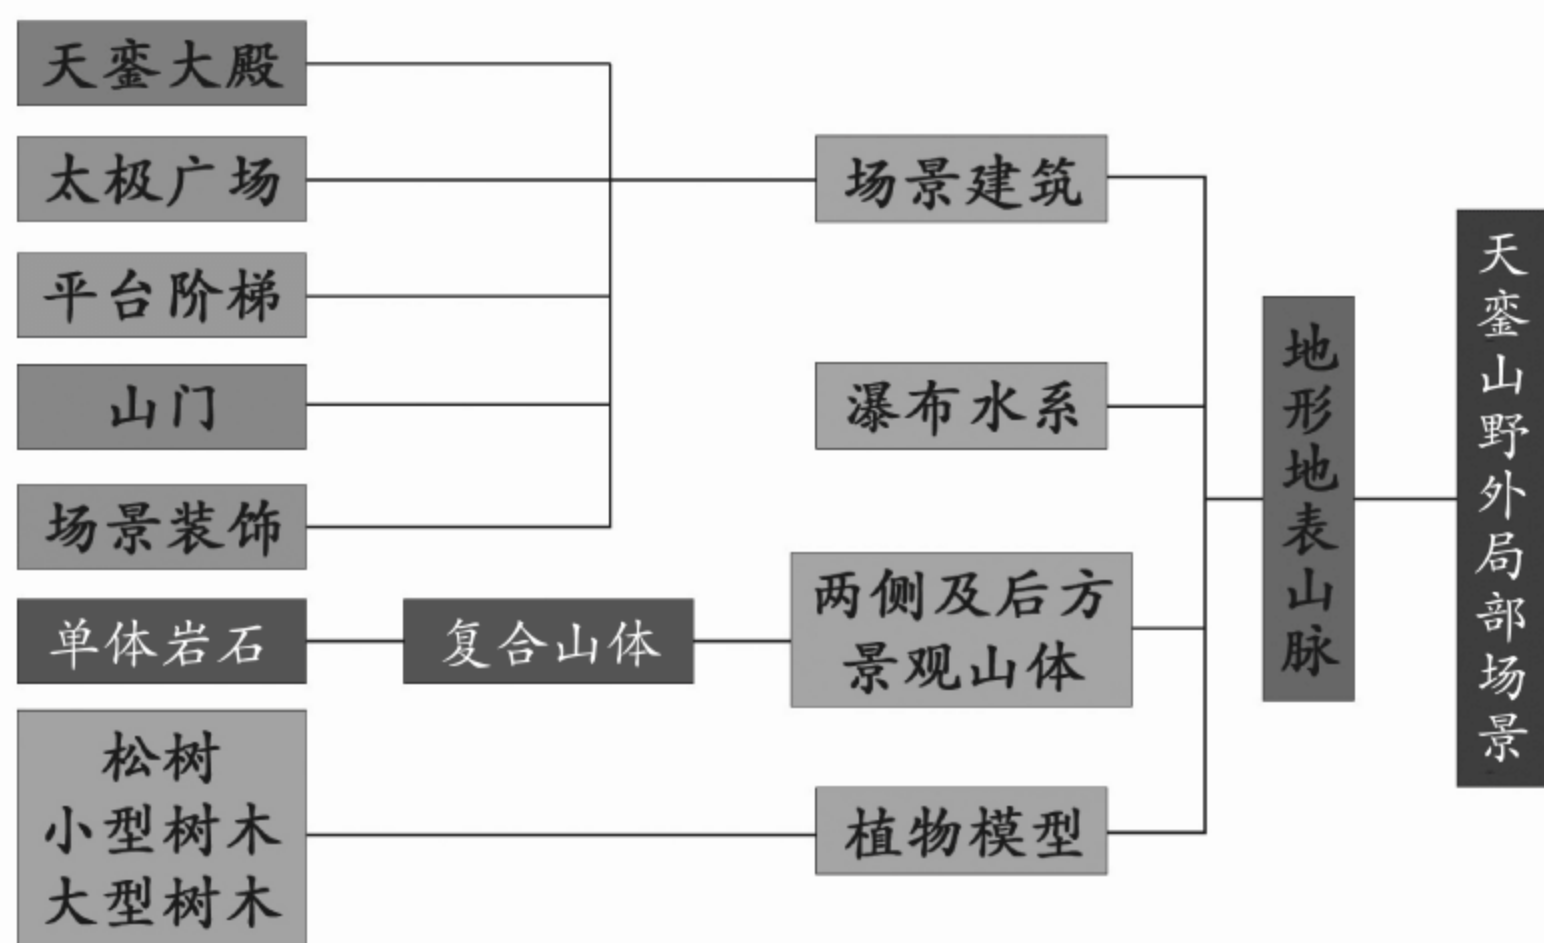 天銮大殿
太极广场
平台阶梯
山门
场景装饰
单体岩石
复合山体
松树
小型树木
大型树木
场景建筑
瀑布水系
两侧及后方
景观山体
植物模型
地形地表山脉
天銮山野外局部场景